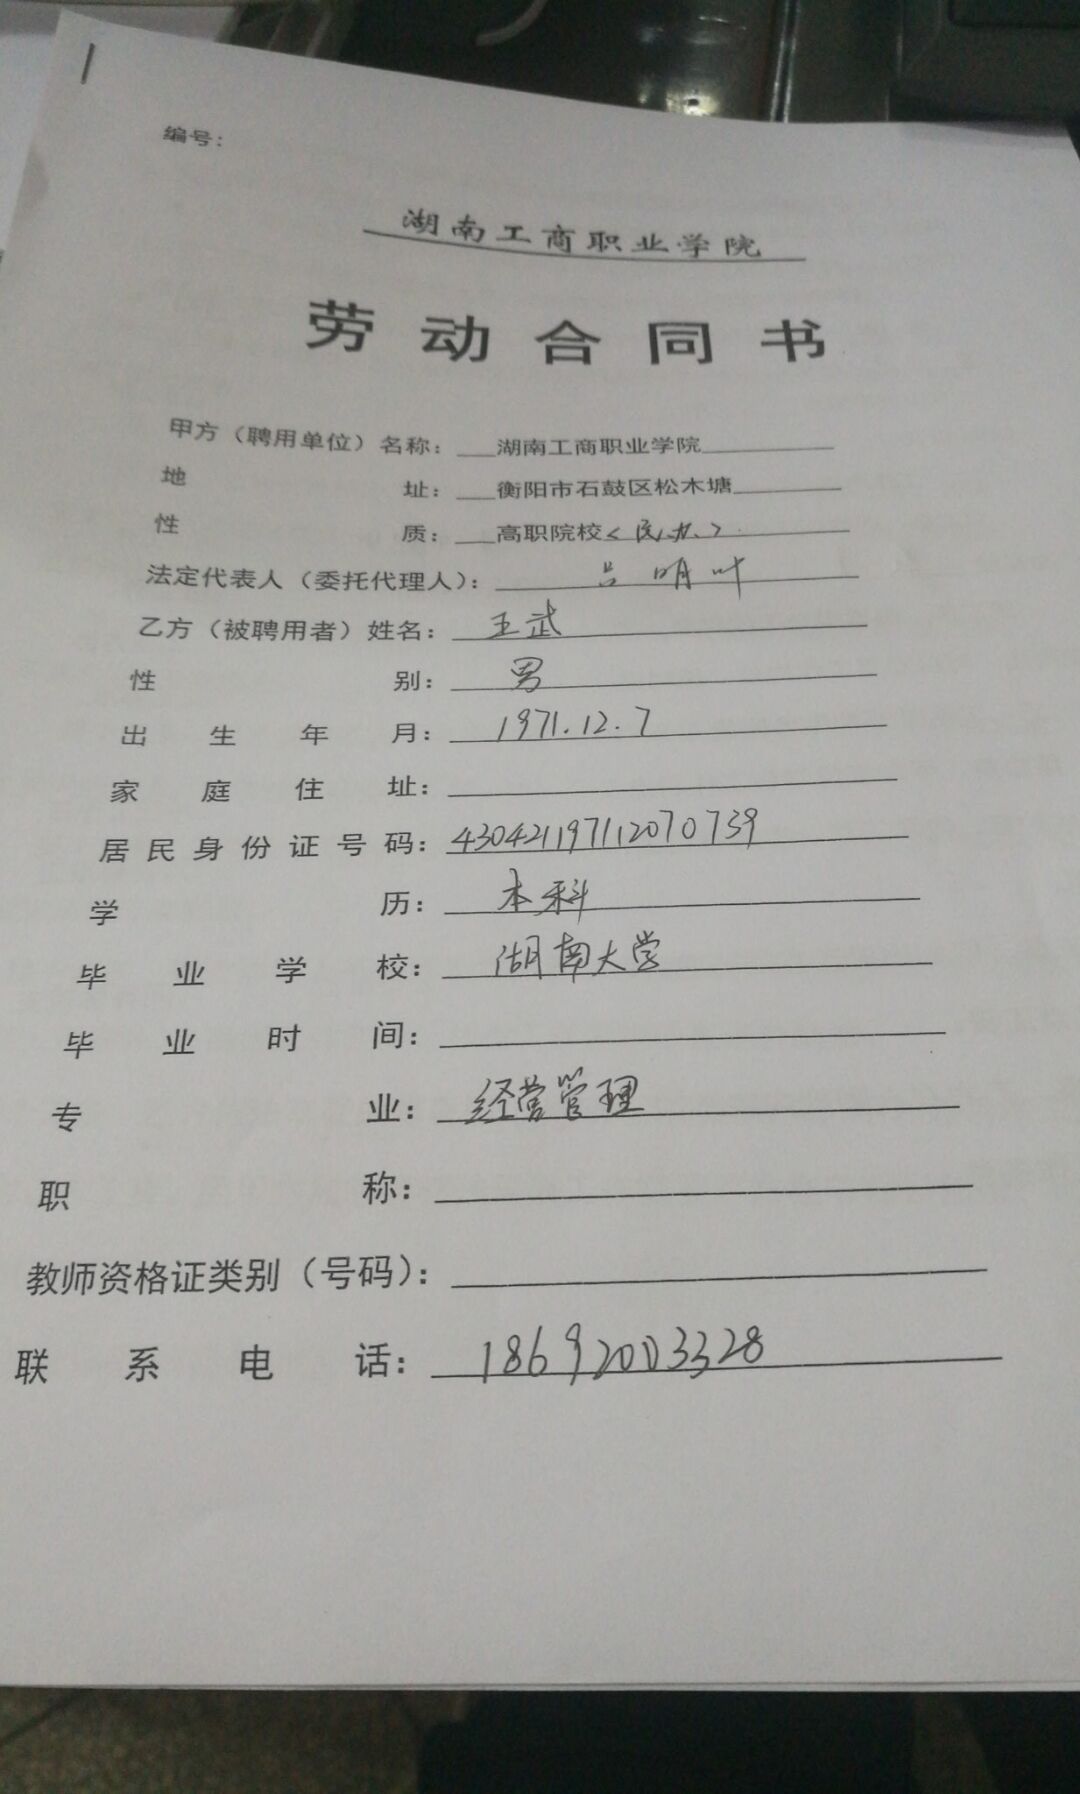 编号：
湖南工商职业学院
劳动合同书
甲方（聘用单位）名称：湖南工商职业学院
地址：衡阳市石鼓区松木塘
性质：高职院校<民办>
法定代表人（委托代理人）：吕明叶
乙方（被聘用者）姓名：王武
性别：男
出生年月：1971.12.7
家庭住址：
居民身份证号码：430421197112070739
学历：本科
毕业学校：湖南大学
毕业时间：
专业：经营管理
职称：
教师资格证类别（号码）：
联系电话：18692003328